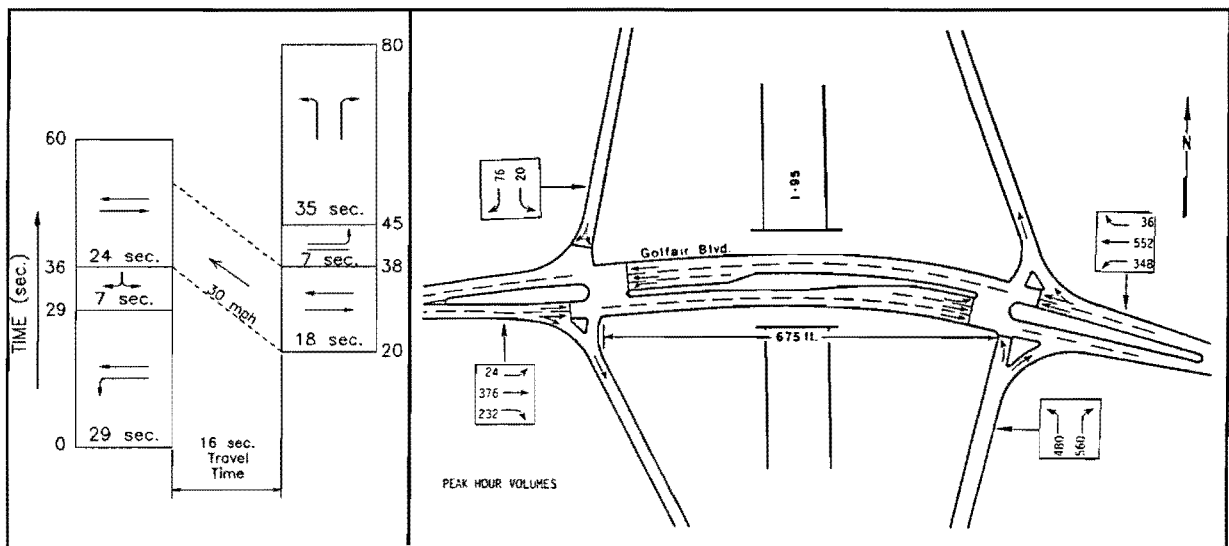 80
60
35 sec.
45
24 sec.
7 sec.
36
38
7 sec.
30 mph
29
18 sec.
20
29 sec.
0
TIME (sec.)
16 sec.
Travel
Time
76
20
I-95
N
Golfair Blvd.
36
552
348
675 ft.
24
376
232
480
560
PEAK HOUR VOLUMES